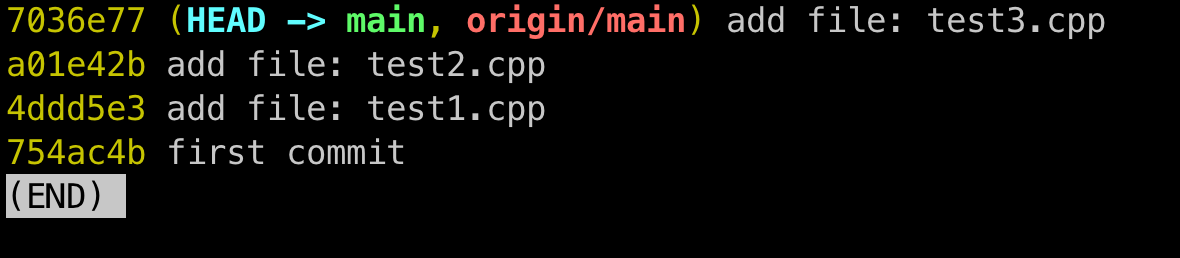 7036e77 (HEAD -> main, origin/main) add file: test3.cpp
a01e42b add file: test2.cpp
4ddd5e3 add file: test1.cpp
754ac4b first commit
(END)